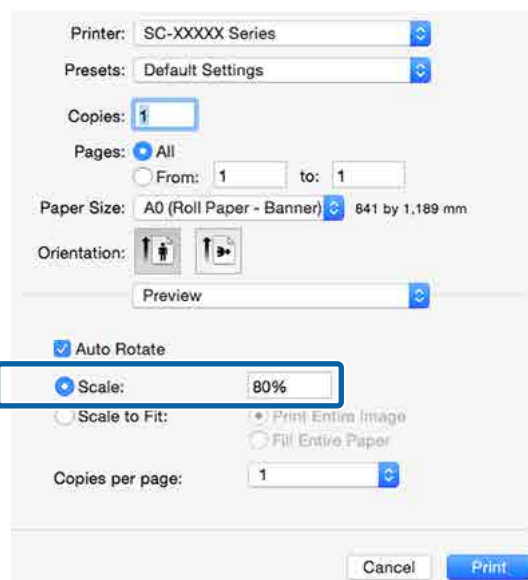 Printer: SC-XXXXX Series
Presets: Default Settings
Copies: 1
Pages: All
From: 1 to: 1
Paper Size: A0 (Roll Paper - Banner) 841 by 1,189 mm
Orientation:
Preview
Auto Rotate
Scale: 80%
Scale to Fit: Print Entire Image
Fill Entire Paper
Copies per page: 1
Cancel Print